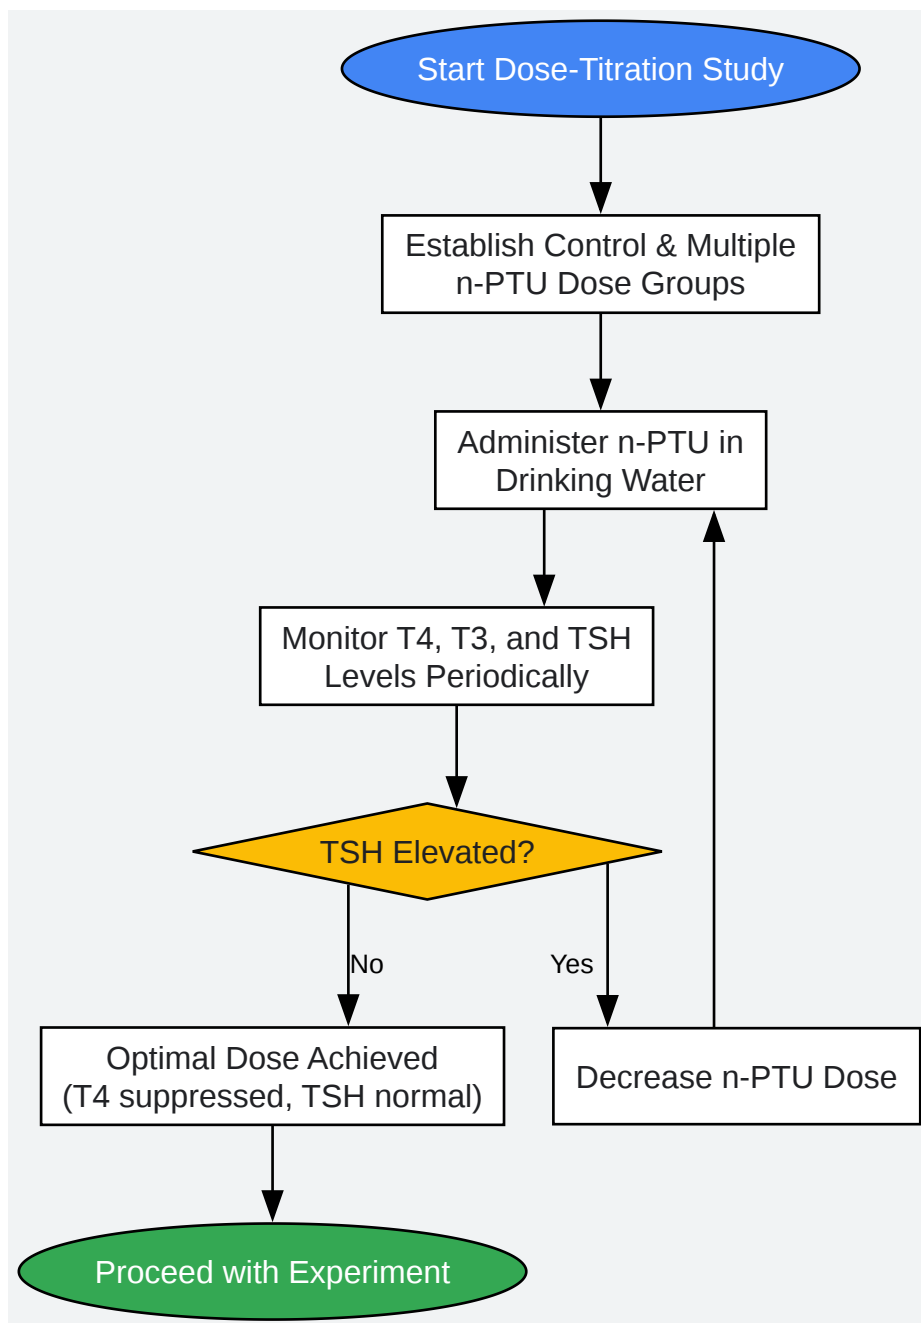 Start Dose-Titration Study
Establish Control & Multiple
n-PTU Dose Groups
Administer n-PTU in
Drinking Water
Monitor T4, T3, and TSH
Levels Periodically
TSH Elevated?
No
Yes
Optimal Dose Achieved
(T4 suppressed, TSH normal)
Decrease n-PTU Dose
Proceed with Experiment